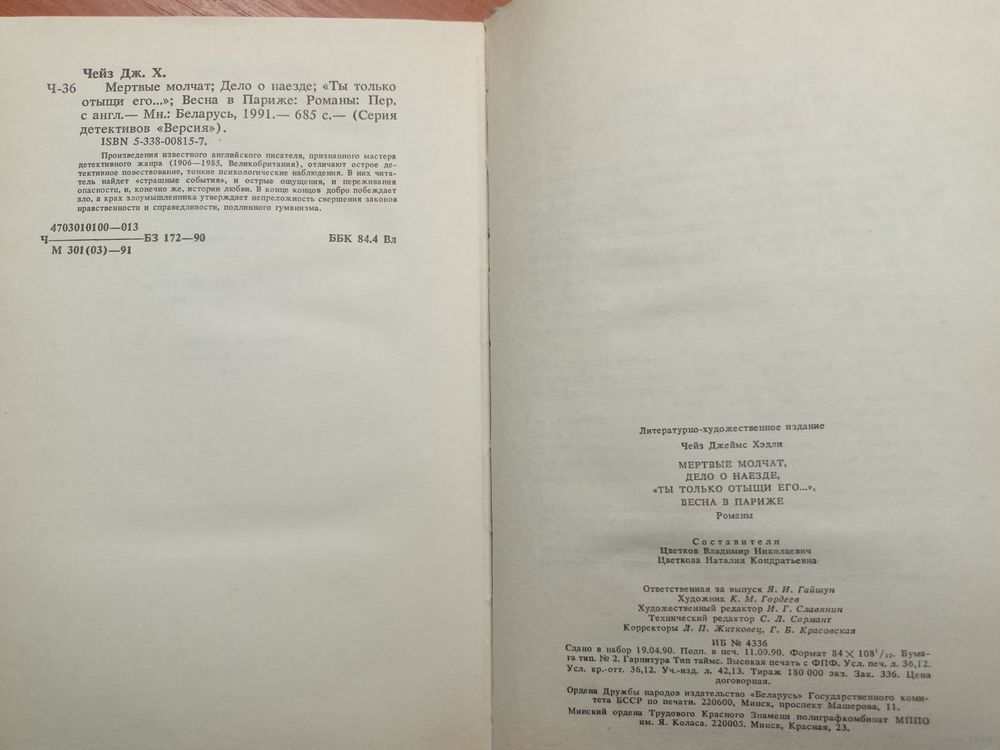 Чейз Дж. Х.
Ч-36 Мертвые молчат; Дело о наезде; «Ты только
отыщи его...»; Весна в Париже: Романы: Пер.
с англ.— Мн.: Беларусь, 1991.— 685 с.— (Серия
детективов «Версия»).
ISBN 5-338-00815-7.
Произведения известного английского писателя, признанного мастера
детективного жанра (1906—1985, Великобритания), отличают острое де-
тективное повествование, тонкие психологические наблюдения. В них чита-
тель найдет «страшные события», и острые ощущения, и переживания
опасности, и, конечно же, истории любви. В конце концов добро побеждает
зло, а крах злоумышленника утверждает непреложность свершения законов
нравственности и справедливости, подлинного гуманизма.
4703010100—013
Ч————БЗ 172—90 ББК 84.4 Вл
М 301(03)—91
Литературно-художественное издание
Чейз Джеймс Хэдли
МЕРТВЫЕ МОЛЧАТ,
ДЕЛО О НАЕЗДЕ,
«ТЫ ТОЛЬКО ОТЫЩИ ЕГО...»,
ВЕСНА В ПАРИЖЕ
Романы
Составители
Цветков Владимир Николаевич
Цветкова Наталия Кондратьевна
Ответственная за выпуск Я. И. Гайшун
Художник К. М. Гордеев
Художественный редактор И. Г. Славянин
Технический редактор С. Л. Сармант
Корректоры Л. П. Житковец, Г. Б. Красовская
ИБ № 4336
Сдано в набор 19.04.90. Подп. в печ. 11.09.90. Формат 84×108¹/₃₂. Бума-
га тип. № 2. Гарнитура Тип таймс. Высокая печать с ФПФ. Усл. печ. л. 36,12.
Усл. кр.-отт. 36,12. Уч.-изд. л. 42,13. Тираж 180 000 экз. Зак. 336. Цена
договорная.
Ордена Дружбы народов издательство «Беларусь» Государственного коми-
тета БССР по печати. 220600, Минск, проспект Машерова, 11.
Минский ордена Трудового Красного Знамени полиграфкомбинат МППО
им. Я. Коласа. 220005. Минск, Красная, 23.